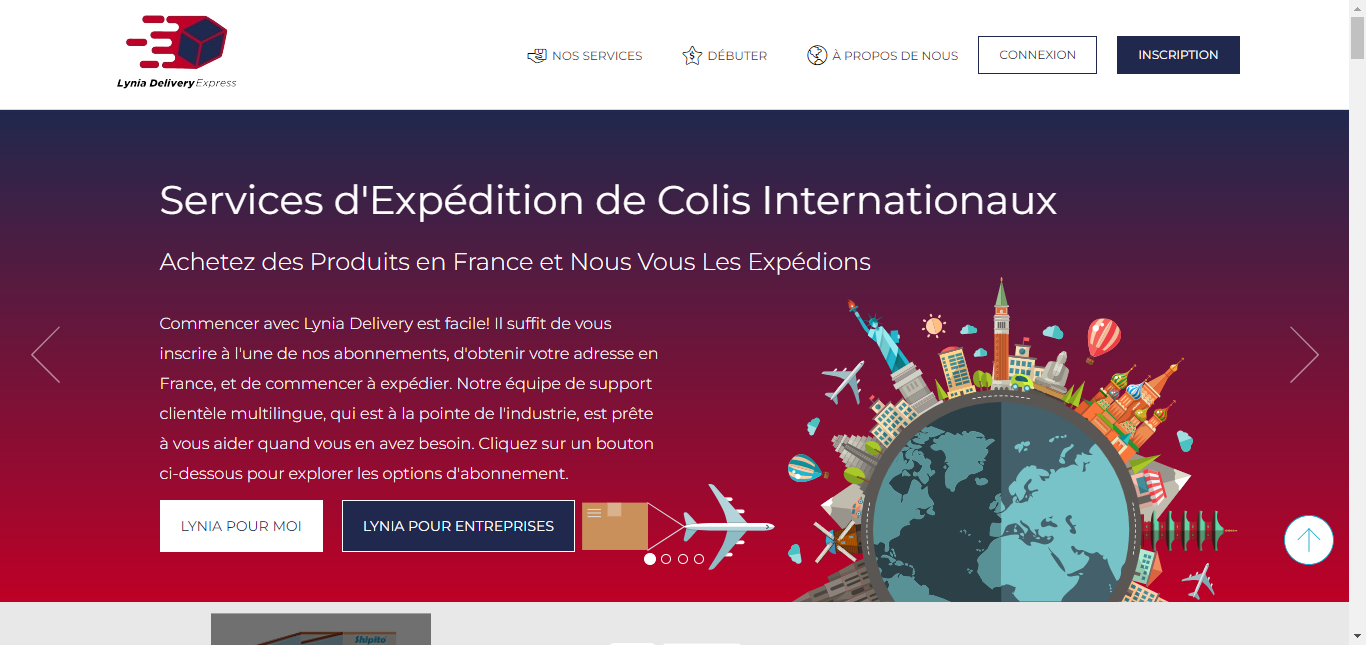 Lynia Delivery Express
NOS SERVICES
DÉBUTER
À PROPOS DE NOUS
CONNEXION
INSCRIPTION
Services d'Expédition de Colis Internationaux
Achetez des Produits en France et Nous Vous Les Expédions
Commencer avec Lynia Delivery est facile! Il suffit de vous
inscrire à l'une de nos abonnements, d'obtenir votre adresse en
France, et de commencer à expédier. Notre équipe de support
clientèle multilingue, qui est à la pointe de l'industrie, est prête
à vous aider quand vous en avez besoin. Cliquez sur un bouton
ci-dessous pour explorer les options d'abonnement.
LYNIA POUR MOI
LYNIA POUR ENTREPRISES
Shipito